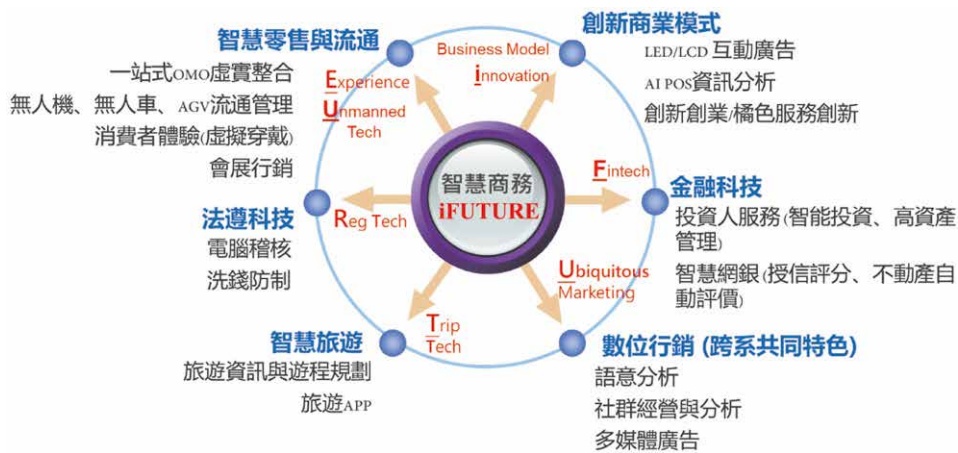 智慧零售與流通
一站式OMO虛實整合
無人機、無人車、AGV流通管理
消費者體驗(虛擬穿戴)
會展行銷
Experience
Unmanned
Tech
Business Model
innovation
創新商業模式
LED/LCD 互動廣告
AI POS資訊分析
創新創業/橘色服務創新
智慧商務
iFUTURE
Fintech
金融科技
投資人服務(智能投資、高資產
管理)
智慧網銀(授信評分、不動產自
動評價)
法遵科技
電腦稽核
洗錢防制
Reg Tech
Ubiquitous
Marketing
Trip
Tech
智慧旅遊
旅遊資訊與遊程規劃
旅遊APP
數位行銷 (跨系共同特色)
語意分析
社群經營與分析
多媒體廣告